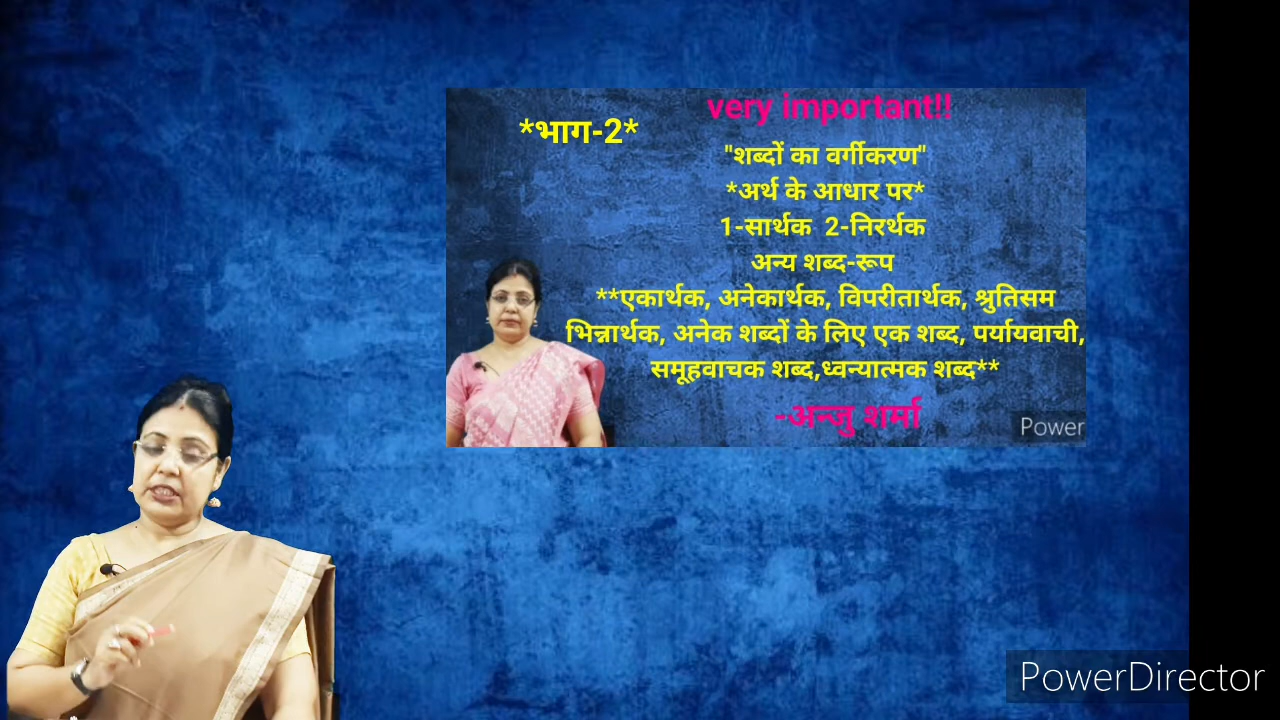 very important!!
*भाग-2*
"शब्दों का वर्गीकरण"
*अर्थ के आधार पर*
1-सार्थक 2-निरर्थक
अन्य शब्द-रूप
**एकार्थक, अनेकार्थक, विपरीतार्थक, श्रुतिसम
भिन्नार्थक, अनेक शब्दों के लिए एक शब्द, पर्यायवाची,
समूहवाचक शब्द,ध्वन्यात्मक शब्द**
-अन्जु शर्मा
Power
PowerDirector